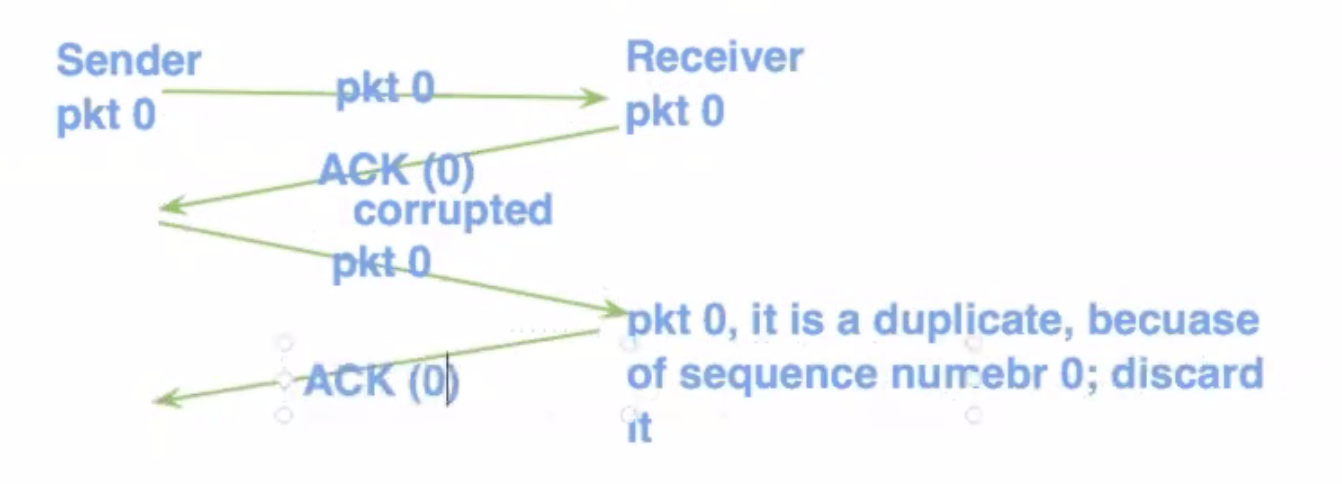 Sender
Receiver
pkt 0
pkt 0
pkt 0
ACK (0)
corrupted
pkt 0
pkt 0, it is a duplicate, becuase
of sequence numebr 0; discard
it
ACK (0)